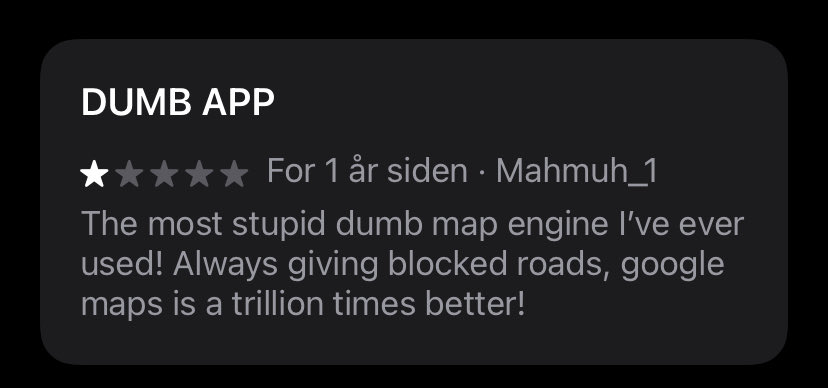 DUMB APP
For 1 år siden · Mahmuh_1
The most stupid dumb map engine I’ve ever
used! Always giving blocked roads, google
maps is a trillion times better!